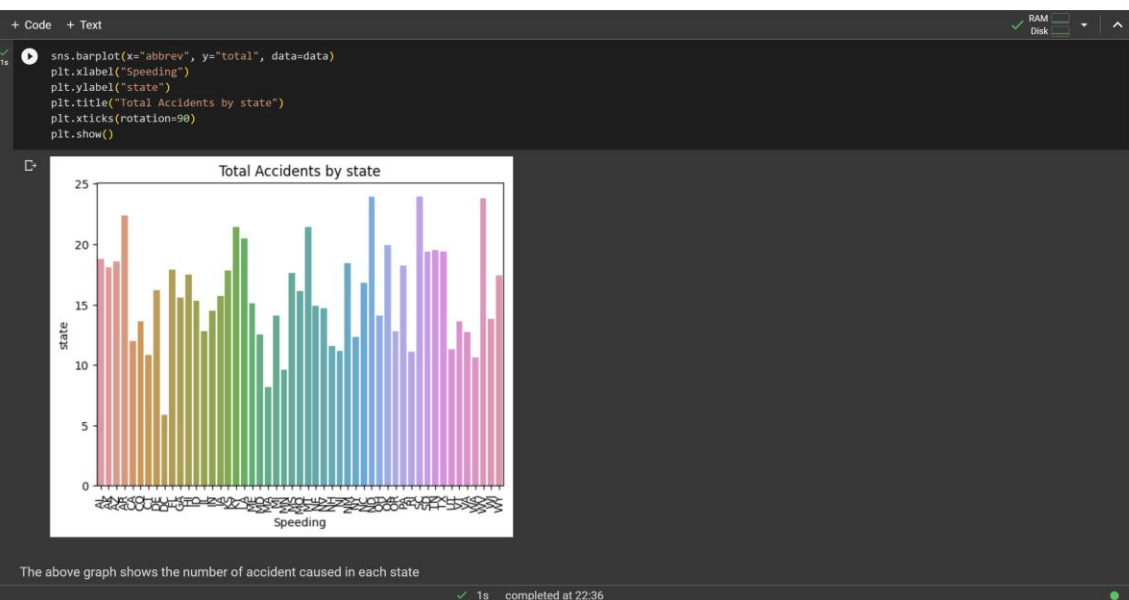 + Code + Text
RAM
Disk
1s
sns.barplot(x="abbrev", y="total", data=data)
plt.xlabel("Speeding")
plt.ylabel("state")
plt.title("Total Accidents by state")
plt.xticks(rotation=90)
plt.show()
Total Accidents by state
25
20
15
10
5
0
state
Speeding
The above graph shows the number of accident caused in each state
1s completed at 22:36